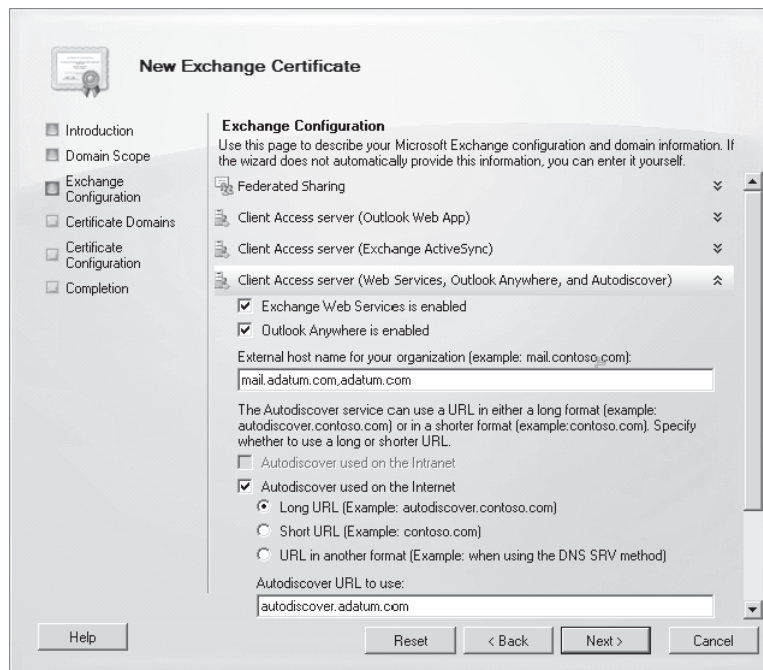 New Exchange Certificate
Introduction
Domain Scope
Exchange
Configuration
Certificate Domains
Certificate
Configuration
Completion
Exchange Configuration
Use this page to describe your Microsoft Exchange configuration and domain information. If
the wizard does not automatically provide this information, you can enter it yourself.
Federated Sharing
Client Access server (Outlook Web App)
Client Access server (Exchange ActiveSync)
Client Access server (Web Services, Outlook Anywhere, and Autodiscover)
Exchange Web Services is enabled
Outlook Anywhere is enabled
External host name for your organization (example: mail.contoso.com):
mail.adatum.com,adatum.com
The Autodiscover service can use a URL in either a long format (example:
autodiscover.contoso.com) or in a shorter format (example:contoso.com). Specify
whether to use a long or shorter URL.
Autodiscover used on the Intranet
Autodiscover used on the Internet
Long URL (Example: autodiscover.contoso.com)
Short URL (Example: contoso.com)
URL in another format (Example: when using the DNS SRV method)
Autodiscover URL to use:
autodiscover.adatum.com
Help
Reset
< Back
Next >
Cancel